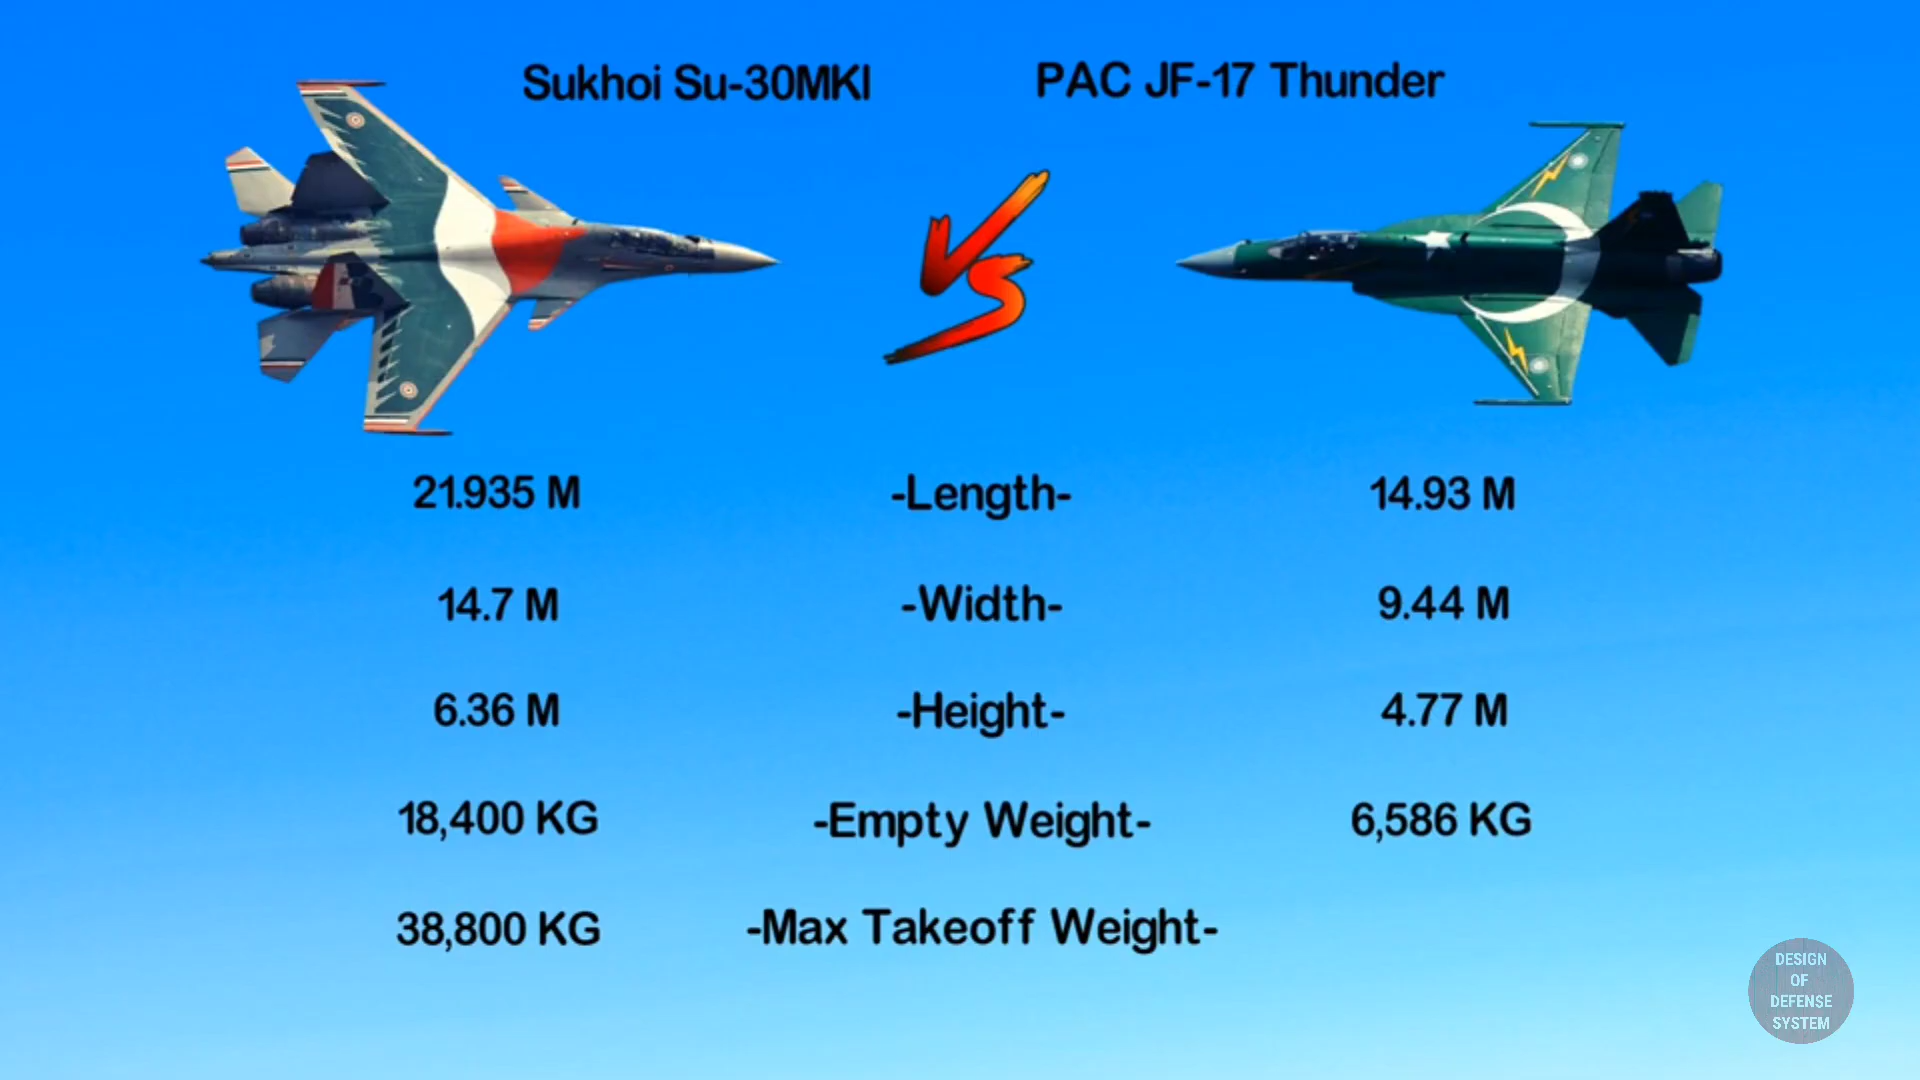 Sukhoi Su-30MKI
PAC JF-17 Thunder
VS
21.935 M
-Length-
14.93 M
14.7 M
-Width-
9.44 M
6.36 M
-Height-
4.77 M
18,400 KG
-Empty Weight-
6,586 KG
38,800 KG
-Max Takeoff Weight-
DESIGN
OF
DEFENSE
SYSTEM